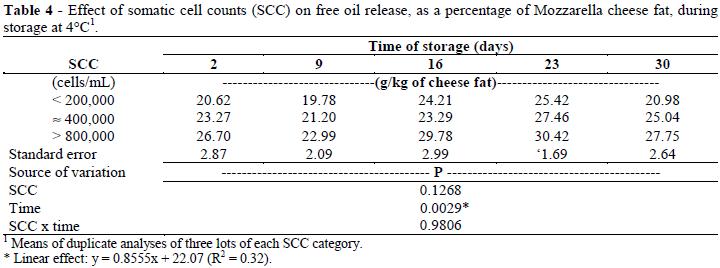 Table 4 - Effect of somatic cell counts (SCC) on free oil release, as a percentage of Mozzarella cheese fat, during
storage at 4°C¹.
Time of storage (days)
SCC 2 9 16 23 30
(cells/mL) -----------------------------(g/kg of cheese fat)-------------------------------
< 200,000 20.62 19.78 24.21 25.42 20.98
≈ 400,000 23.27 21.20 23.29 27.46 25.04
> 800,000 26.70 22.99 29.78 30.42 27.75
Standard error 2.87 2.09 2.99 ‘1.69 2.64
Source of variation ---------------------------------------- P ----------------------------------------
SCC 0.1268
Time 0.0029*
SCC x time 0.9806
¹ Means of duplicate analyses of three lots of each SCC category.
* Linear effect: y = 0.8555x + 22.07 (R² = 0.32).